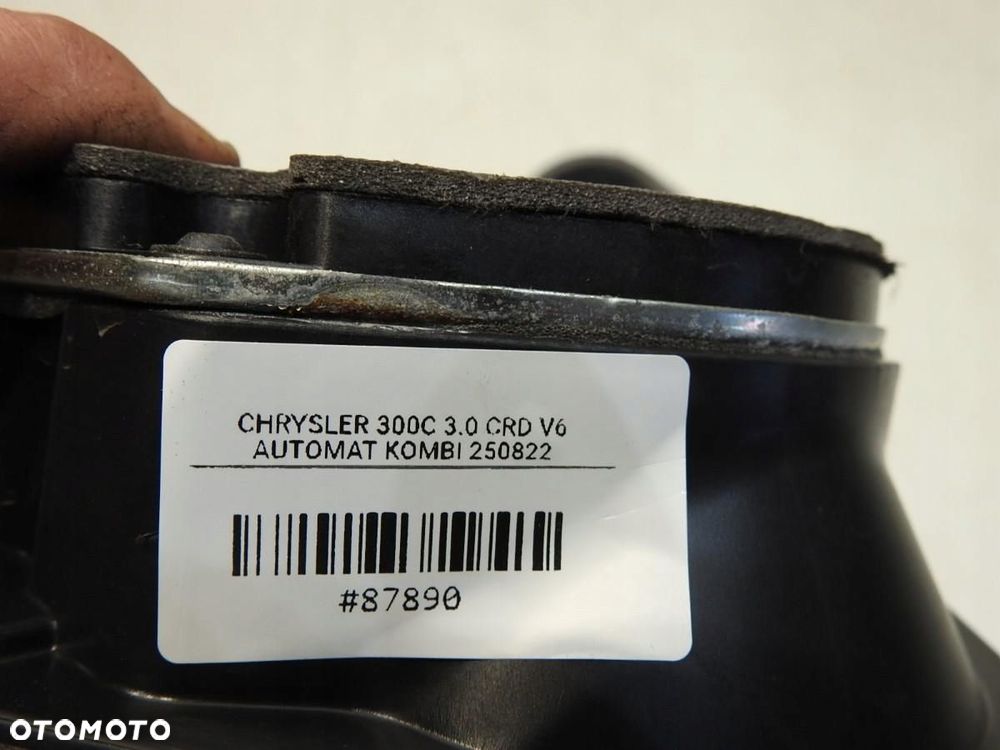 CHRYSLER 300C 3.0 CRD V6
AUTOMAT KOMBI 250822
#87890
OTOMOTO